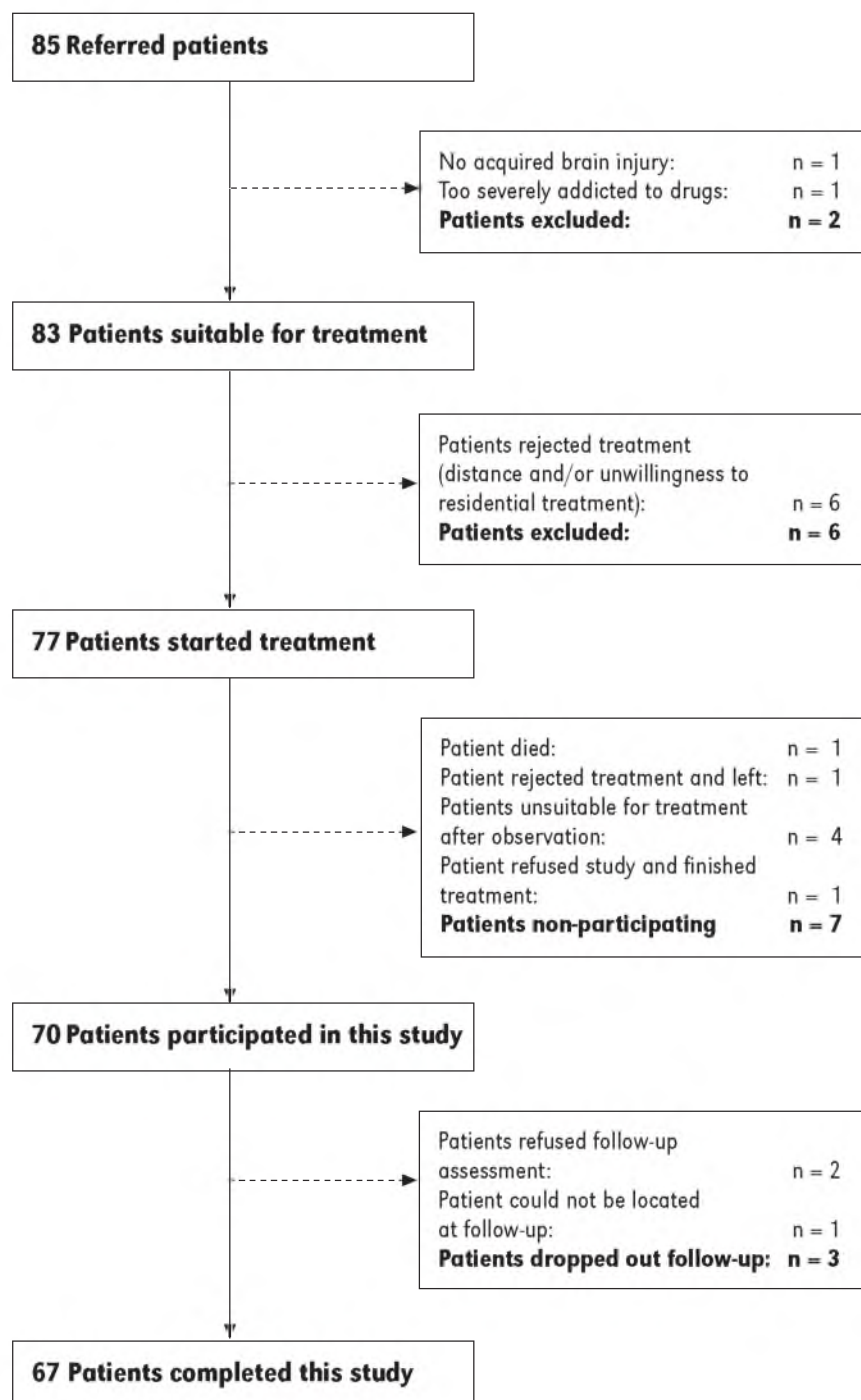 85 Referred patients
No acquired brain injury: n = 1
Too severely addicted to drugs: n = 1
Patients excluded: n = 2
83 Patients suitable for treatment
Patients rejected treatment
(distance and/or unwillingness to
residential treatment): n = 6
Patients excluded: n = 6
77 Patients started treatment
Patient died: n = 1
Patient rejected treatment and left: n = 1
Patients unsuitable for treatment
after observation: n = 4
Patient refused study and finished
treatment: n = 1
Patients non-participating n = 7
70 Patients participated in this study
Patients refused follow-up
assessment: n = 2
Patient could not be located
at follow-up: n = 1
Patients dropped out follow-up: n = 3
67 Patients completed this study